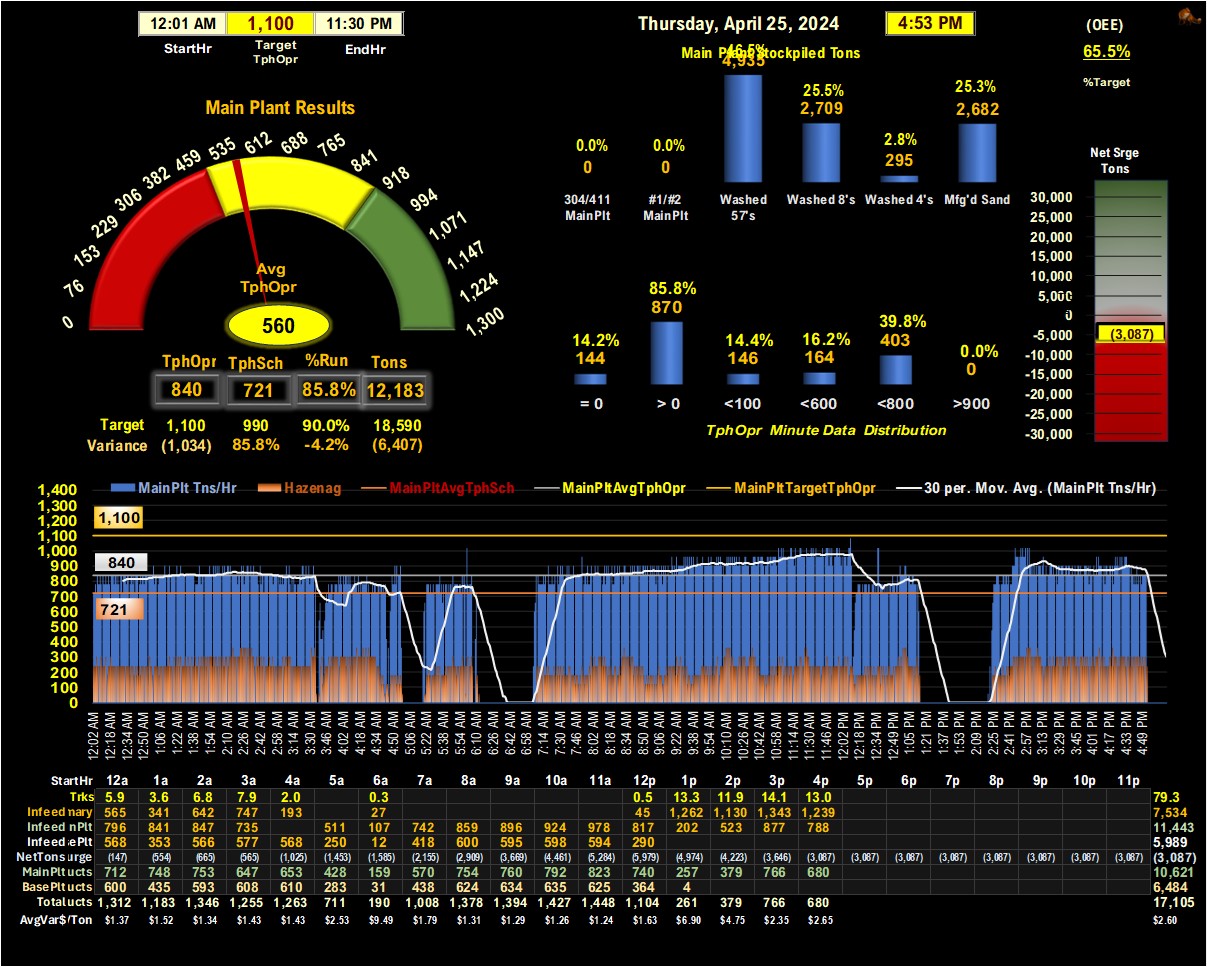 12:01 AM 1,100 11:30 PM
StartHr Target TphOpr EndHr
Thursday, April 25, 2024 4:53 PM
(OEE)
65.5%
%Target
Main Plant Results
0 76 153 229 306 382 459 535 612 688 765 841 918 994 1,071 1,147 1,224 1,300
Avg
TphOpr
560
TphOpr TphSch %Run Tons
840 721 85.8% 12,183
Target 1,100 990 90.0% 18,590
Variance (1,034) 85.8% -4.2% (6,407)
Main Plant Stockpiled Tons
0.0% 0.0% 46.5% 25.5% 2.8% 25.3%
0 0 4,935 2,709 295 2,682
304/411 MainPlt #1/#2 MainPlt Washed 57's Washed 8's Washed 4's Mfg'd Sand
14.2% 85.8% 14.4% 16.2% 39.8% 0.0%
144 870 146 164 403 0
= 0 > 0 <100 <600 <800 >900
TphOpr Minute Data Distribution
Net Srge
Tons
30,000
25,000
20,000
15,000
10,000
5,000
0
-5,000
-10,000
-15,000
-20,000
-25,000
-30,000
(3,087)
MainPlt Tns/Hr Hazenag MainPltAvgTphSch MainPltAvgTphOpr MainPltTargetTphOpr 30 per. Mov. Avg. (MainPlt Tns/Hr)
1,400
1,300
1,200
1,100
1,000
900
800
700
600
500
400
300
200
100
0
1,100
840
721
12:02 AM 12:18 AM 12:34 AM 12:50 AM 1:06 AM 1:22 AM 1:38 AM 1:54 AM 2:10 AM 2:26 AM 2:42 AM 2:58 AM 3:14 AM 3:30 AM 3:46 AM 4:02 AM 4:18 AM 4:34 AM 4:50 AM 5:06 AM 5:22 AM 5:38 AM 5:54 AM 6:10 AM 6:26 AM 6:42 AM 6:58 AM 7:14 AM 7:30 AM 7:46 AM 8:02 AM 8:18 AM 8:34 AM 8:50 AM 9:06 AM 9:22 AM 9:38 AM 9:54 AM 10:10 AM 10:26 AM 10:42 AM 10:58 AM 11:14 AM 11:30 AM 11:46 AM 12:02 PM 12:18 PM 12:34 PM 12:49 PM 1:05 PM 1:21 PM 1:37 PM 1:53 PM 2:09 PM 2:25 PM 2:41 PM 2:57 PM 3:13 PM 3:29 PM 3:45 PM 4:01 PM 4:17 PM 4:33 PM 4:49 PM
StartHr 12a 1a 2a 3a 4a 5a 6a 7a 8a 9a 10a 11a 12p 1p 2p 3p 4p 5p 6p 7p 8p 9p 10p 11p
Trks 5.9 3.6 6.8 7.9 2.0 0.3 0.5 13.3 11.9 14.1 13.0 79.3
Infeed mary 565 341 642 747 193 27 45 1,262 1,130 1,343 1,239 7,534
Infeed nPlt 796 841 847 735 511 107 742 859 896 924 978 817 202 523 877 788 11,443
Infeed ePlt 568 353 566 577 568 250 12 418 600 595 598 594 290 5,989
NetTons urge (147) (554) (665) (565) (1,025) (1,453) (1,585) (2,155) (2,909) (3,669) (4,461) (5,284) (5,979) (4,974) (4,223) (3,646) (3,087) (3,087) (3,087) (3,087) (3,087) (3,087) (3,087) (3,087) (3,087)
MainPlt ucts 712 748 753 647 653 428 159 570 754 760 792 823 740 257 379 766 680 10,621
BasePlt ucts 600 435 593 608 610 283 31 438 624 634 635 625 364 4 6,484
Total ucts 1,312 1,183 1,346 1,255 1,263 711 190 1,008 1,378 1,394 1,427 1,448 1,104 261 379 766 680 17,105
AvgVar$/Ton $1.37 $1.52 $1.34 $1.43 $1.43 $2.53 $9.49 $1.79 $1.31 $1.29 $1.26 $1.24 $1.63 $6.90 $4.75 $2.35 $2.65 $2.60